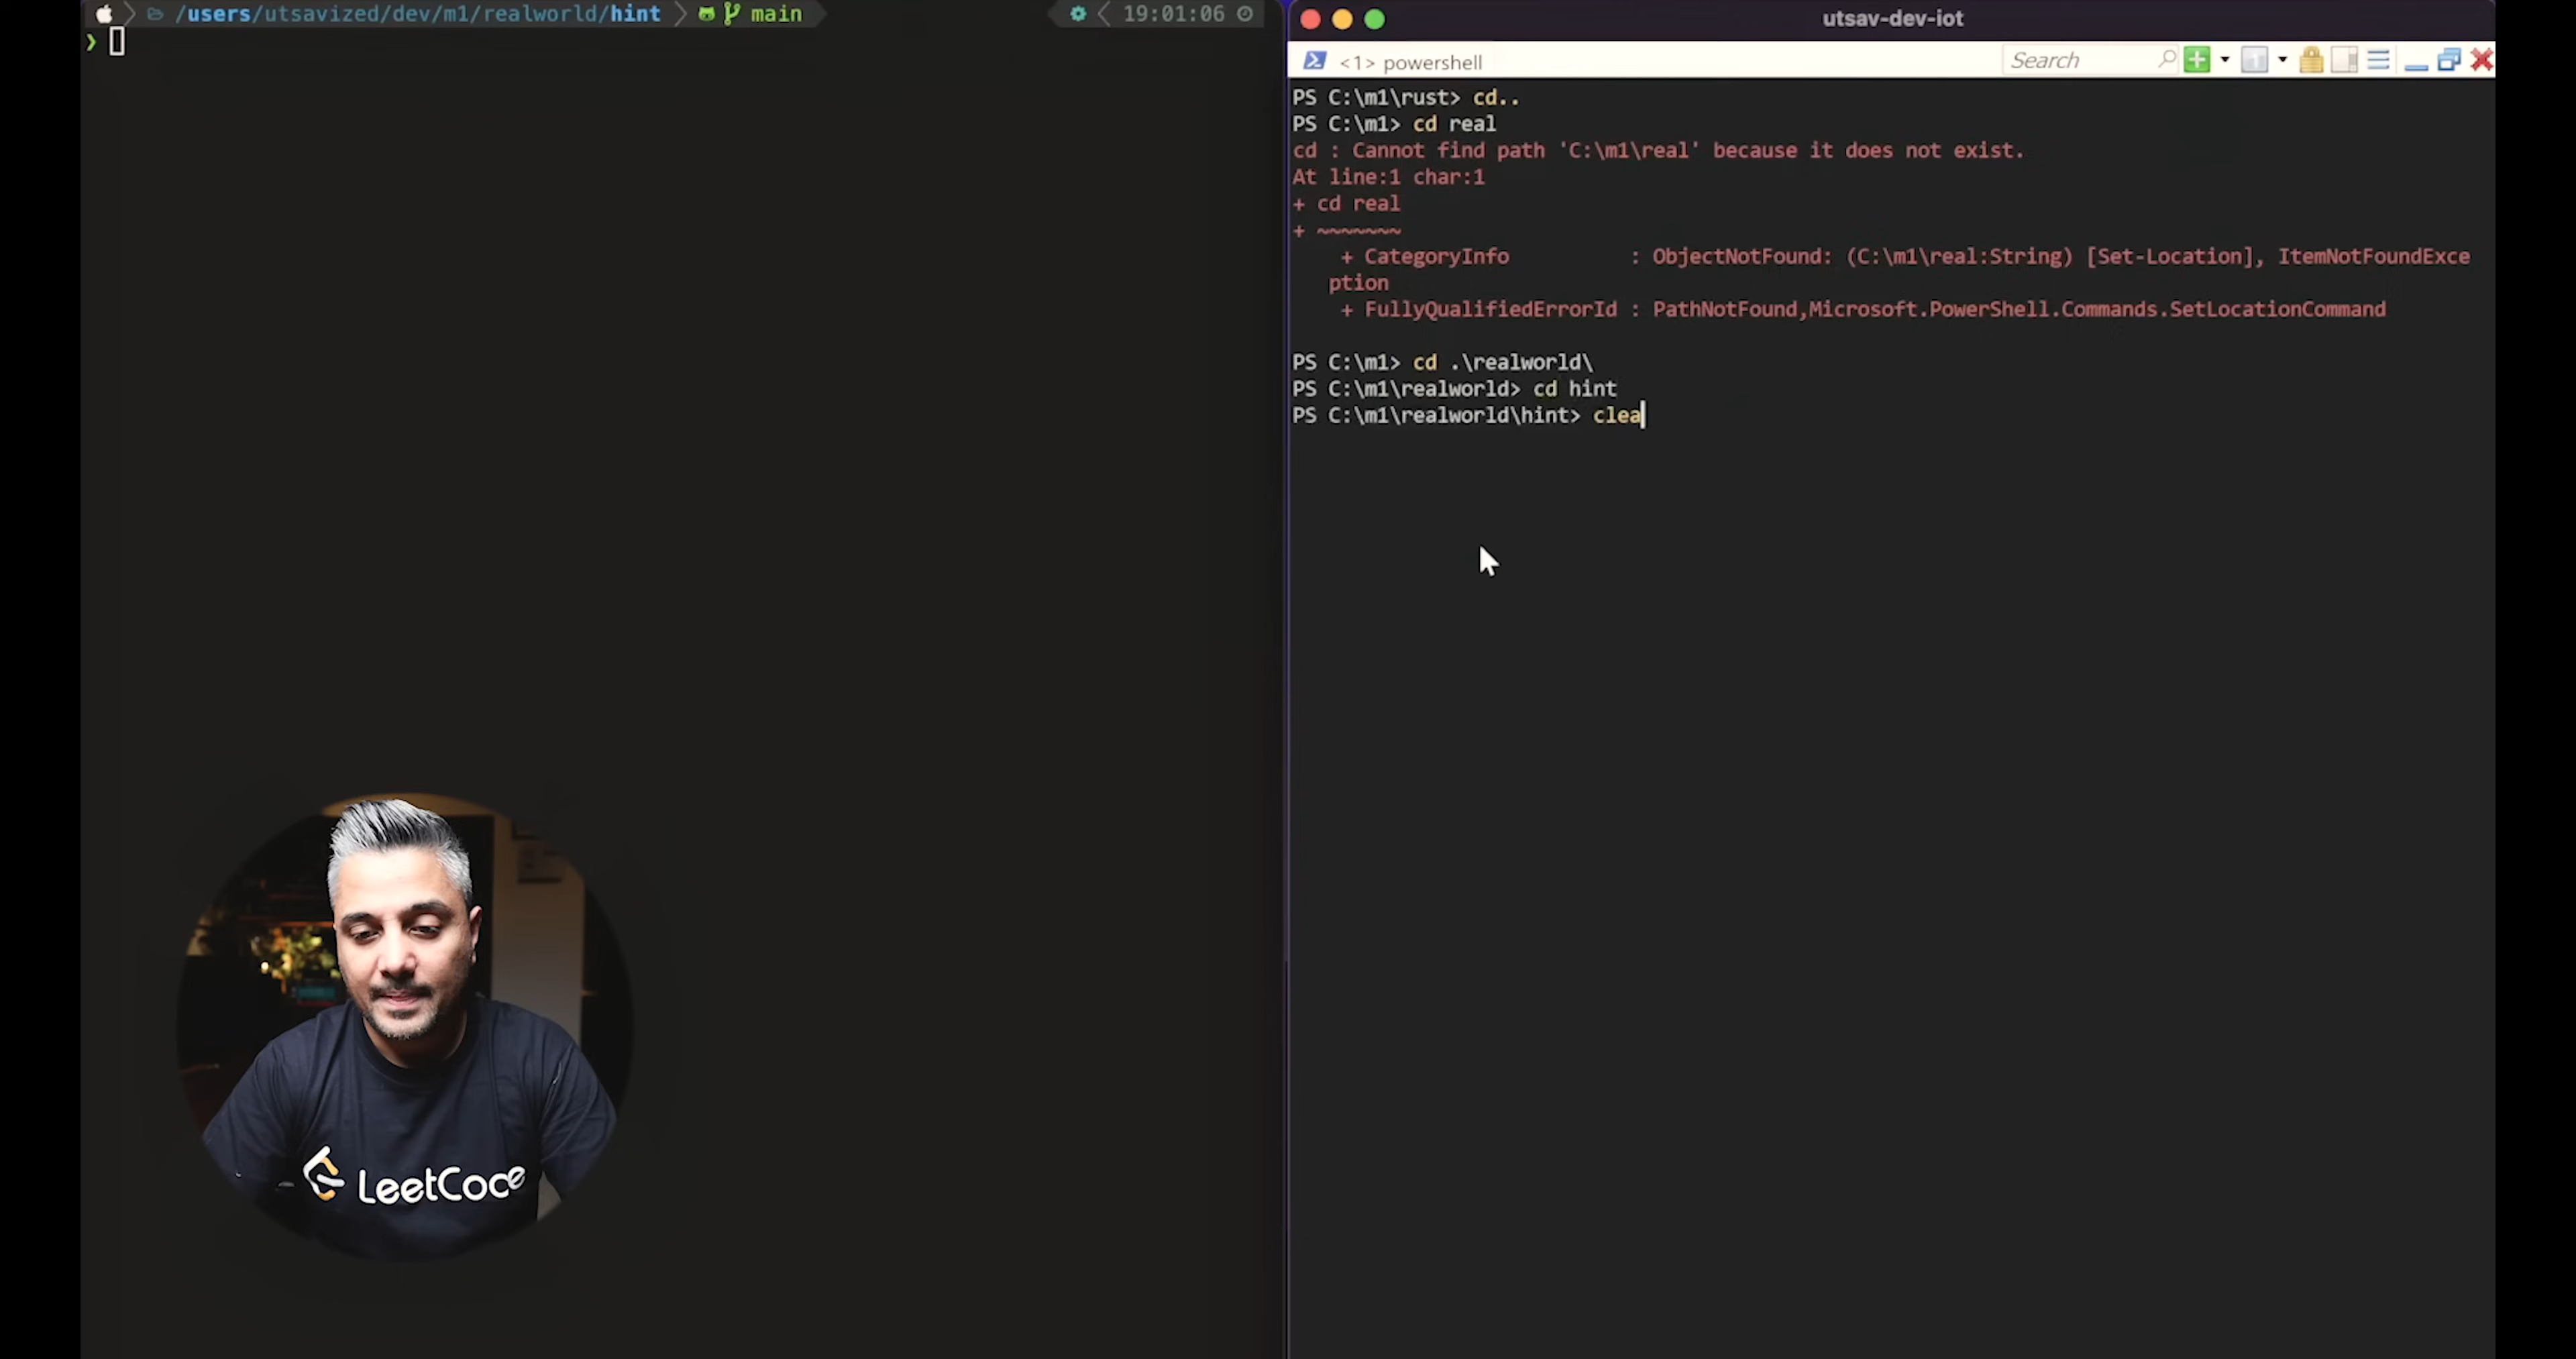 /users/utsavized/dev/m1/realworld/hint main 19:01:06
❯
utsav-dev-iot
<1> powershell Search
PS C:\m1\rust> cd..
PS C:\m1> cd real
cd : Cannot find path 'C:\m1\real' because it does not exist.
At line:1 char:1
+ cd real
+ ~~~~~~~
+ CategoryInfo : ObjectNotFound: (C:\m1\real:String) [Set-Location], ItemNotFoundExce
ption
+ FullyQualifiedErrorId : PathNotFound,Microsoft.PowerShell.Commands.SetLocationCommand
PS C:\m1> cd .\realworld\
PS C:\m1\realworld> cd hint
PS C:\m1\realworld\hint> clea
LeetCode